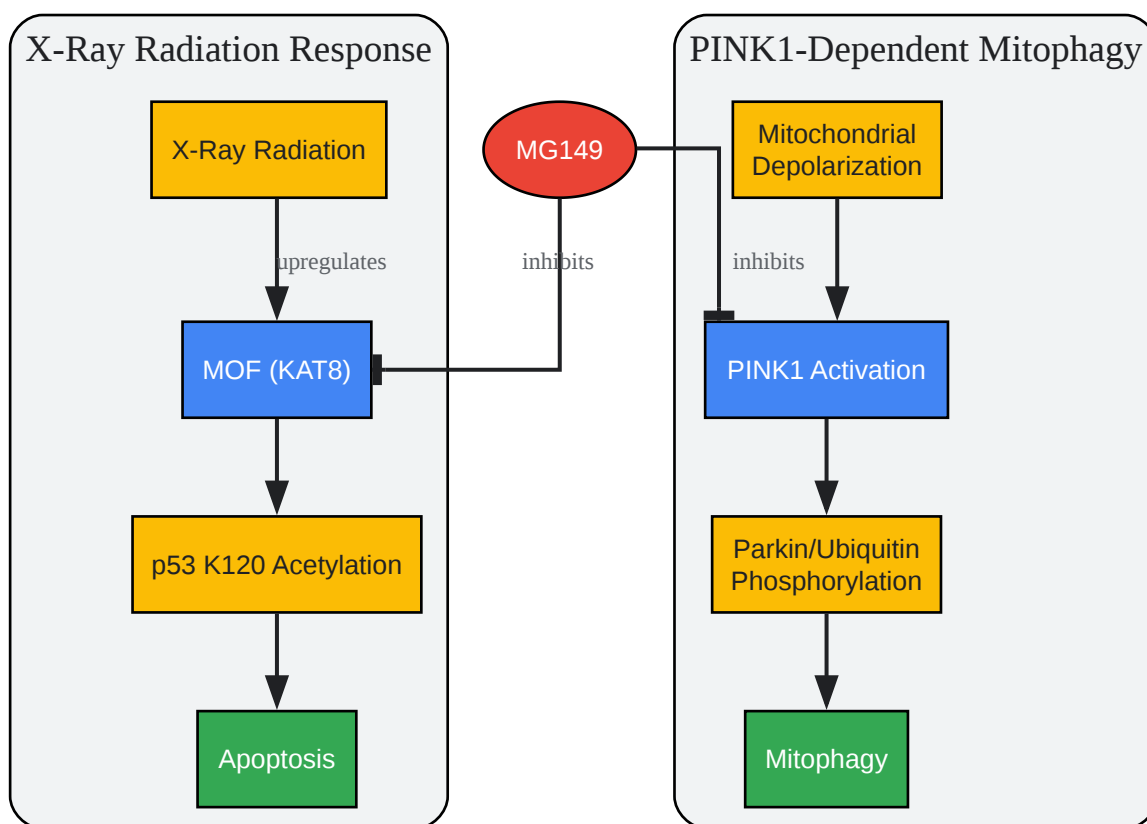 X-Ray Radiation Response
PINK1-Dependent Mitophagy
X-Ray Radiation
MG149
Mitochondrial
Depolarization
upregulates
inhibits
inhibits
MOF (KAT8)
PINK1 Activation
p53 K120 Acetylation
Parkin/Ubiquitin
Phosphorylation
Apoptosis
Mitophagy